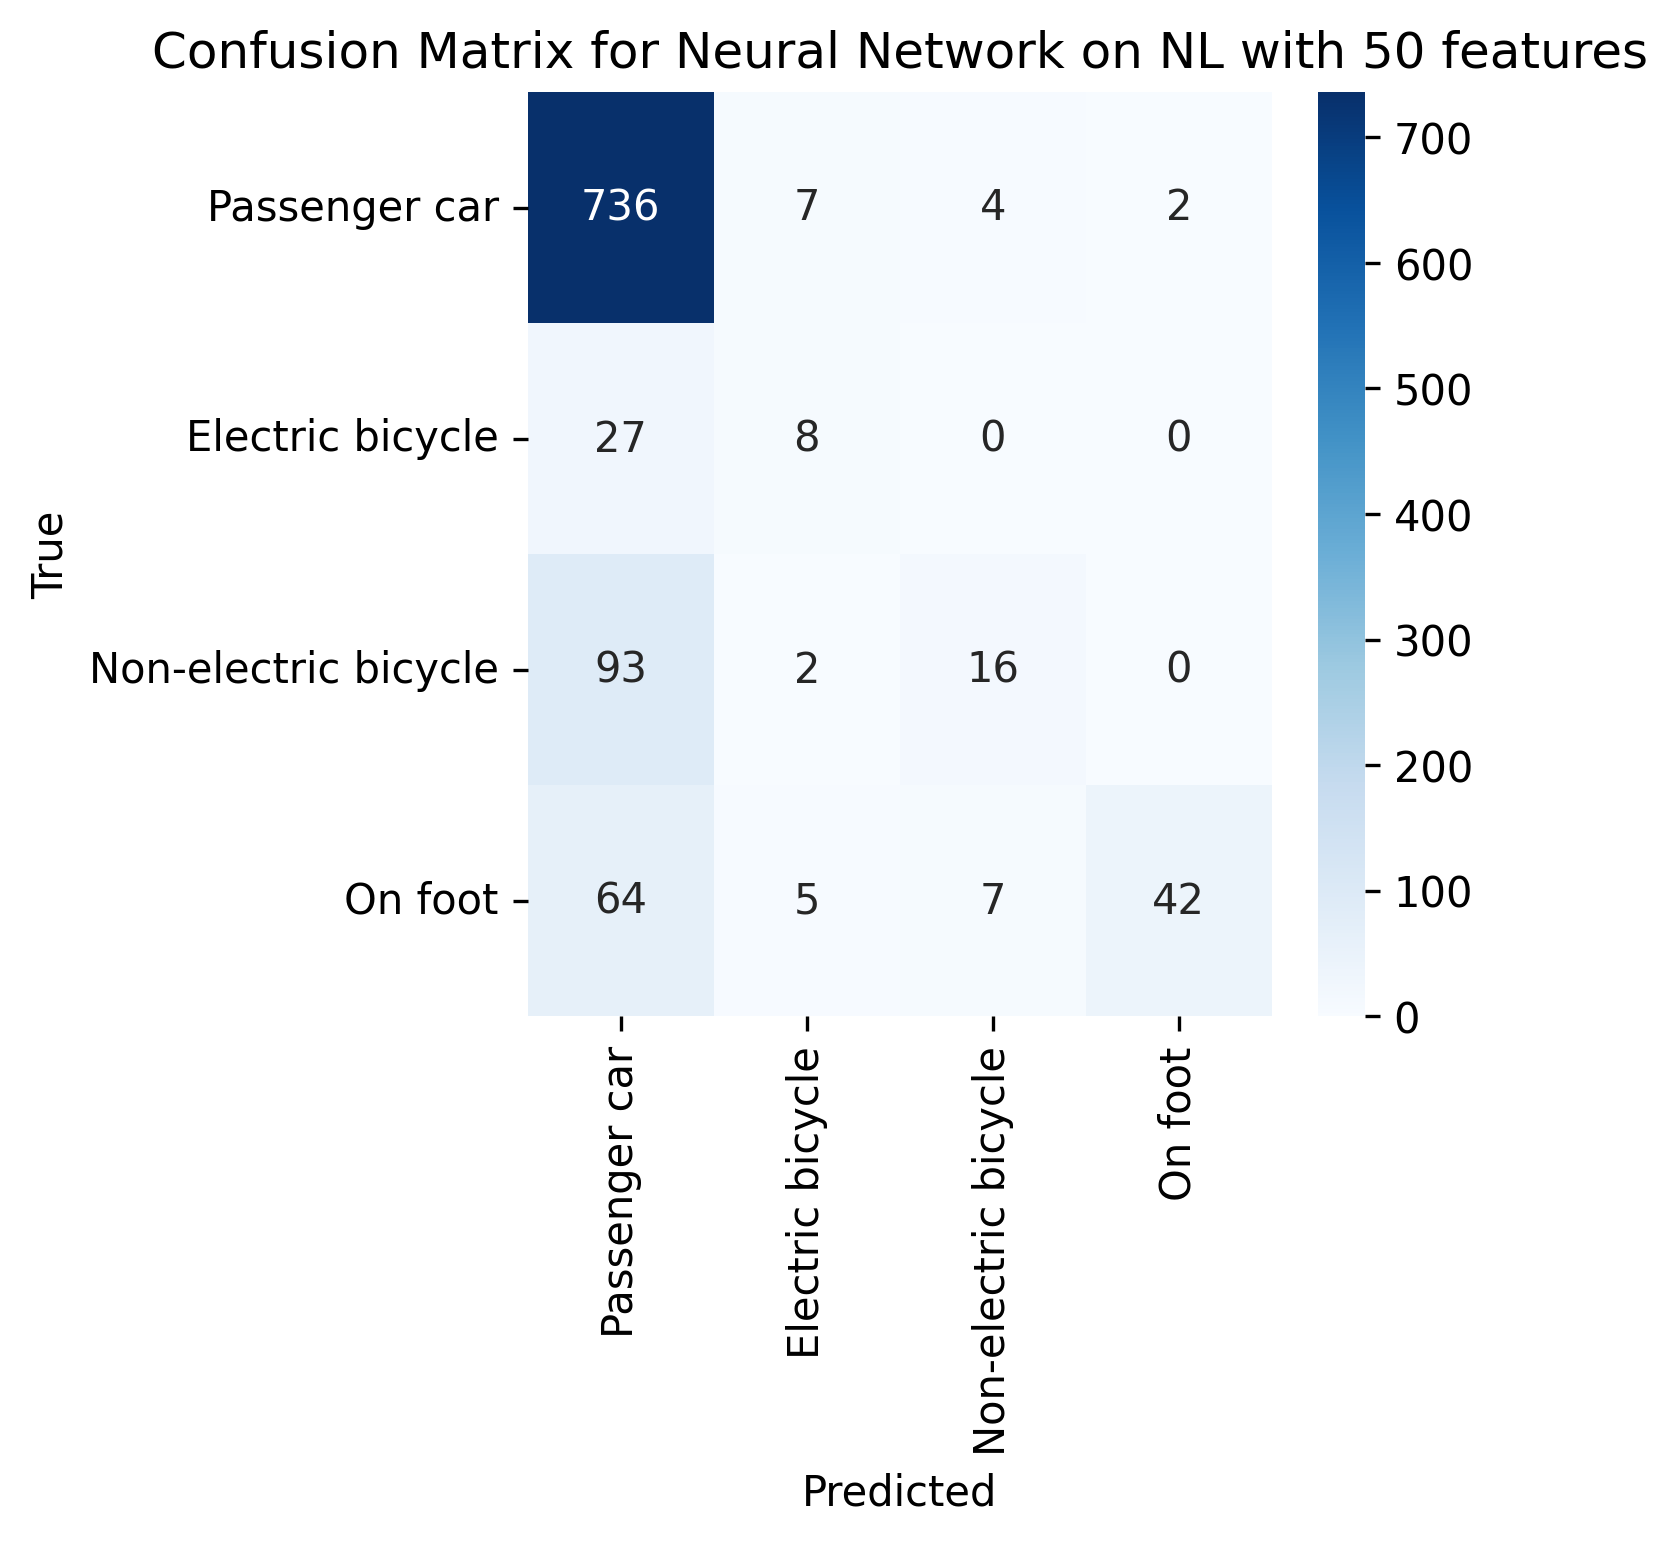 Confusion Matrix for Neural Network on NL with 50 features
True
Passenger car
736 7 4 2
Electric bicycle
27 8 0 0
Non-electric bicycle
93 2 16 0
On foot
64 5 7 42
Passenger car
Electric bicycle
Non-electric bicycle
On foot
Predicted
700
600
500
400
300
200
100
0